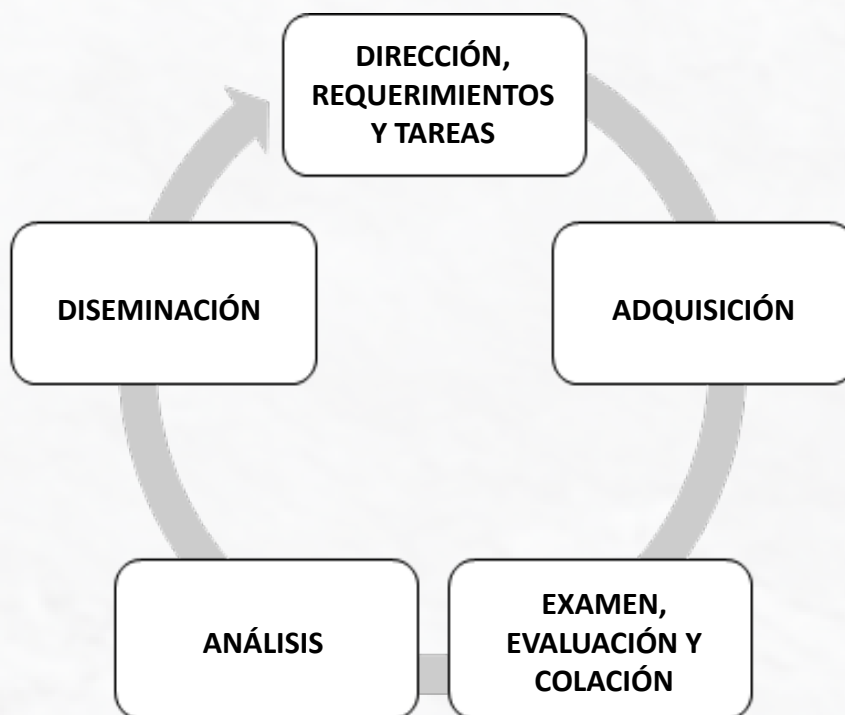 DIRECCIÓN,
REQUERIMIENTOS
Y TAREAS
ADQUISICIÓN
EXAMEN,
EVALUACIÓN Y
COLACIÓN
ANÁLISIS
DISEMINACIÓN